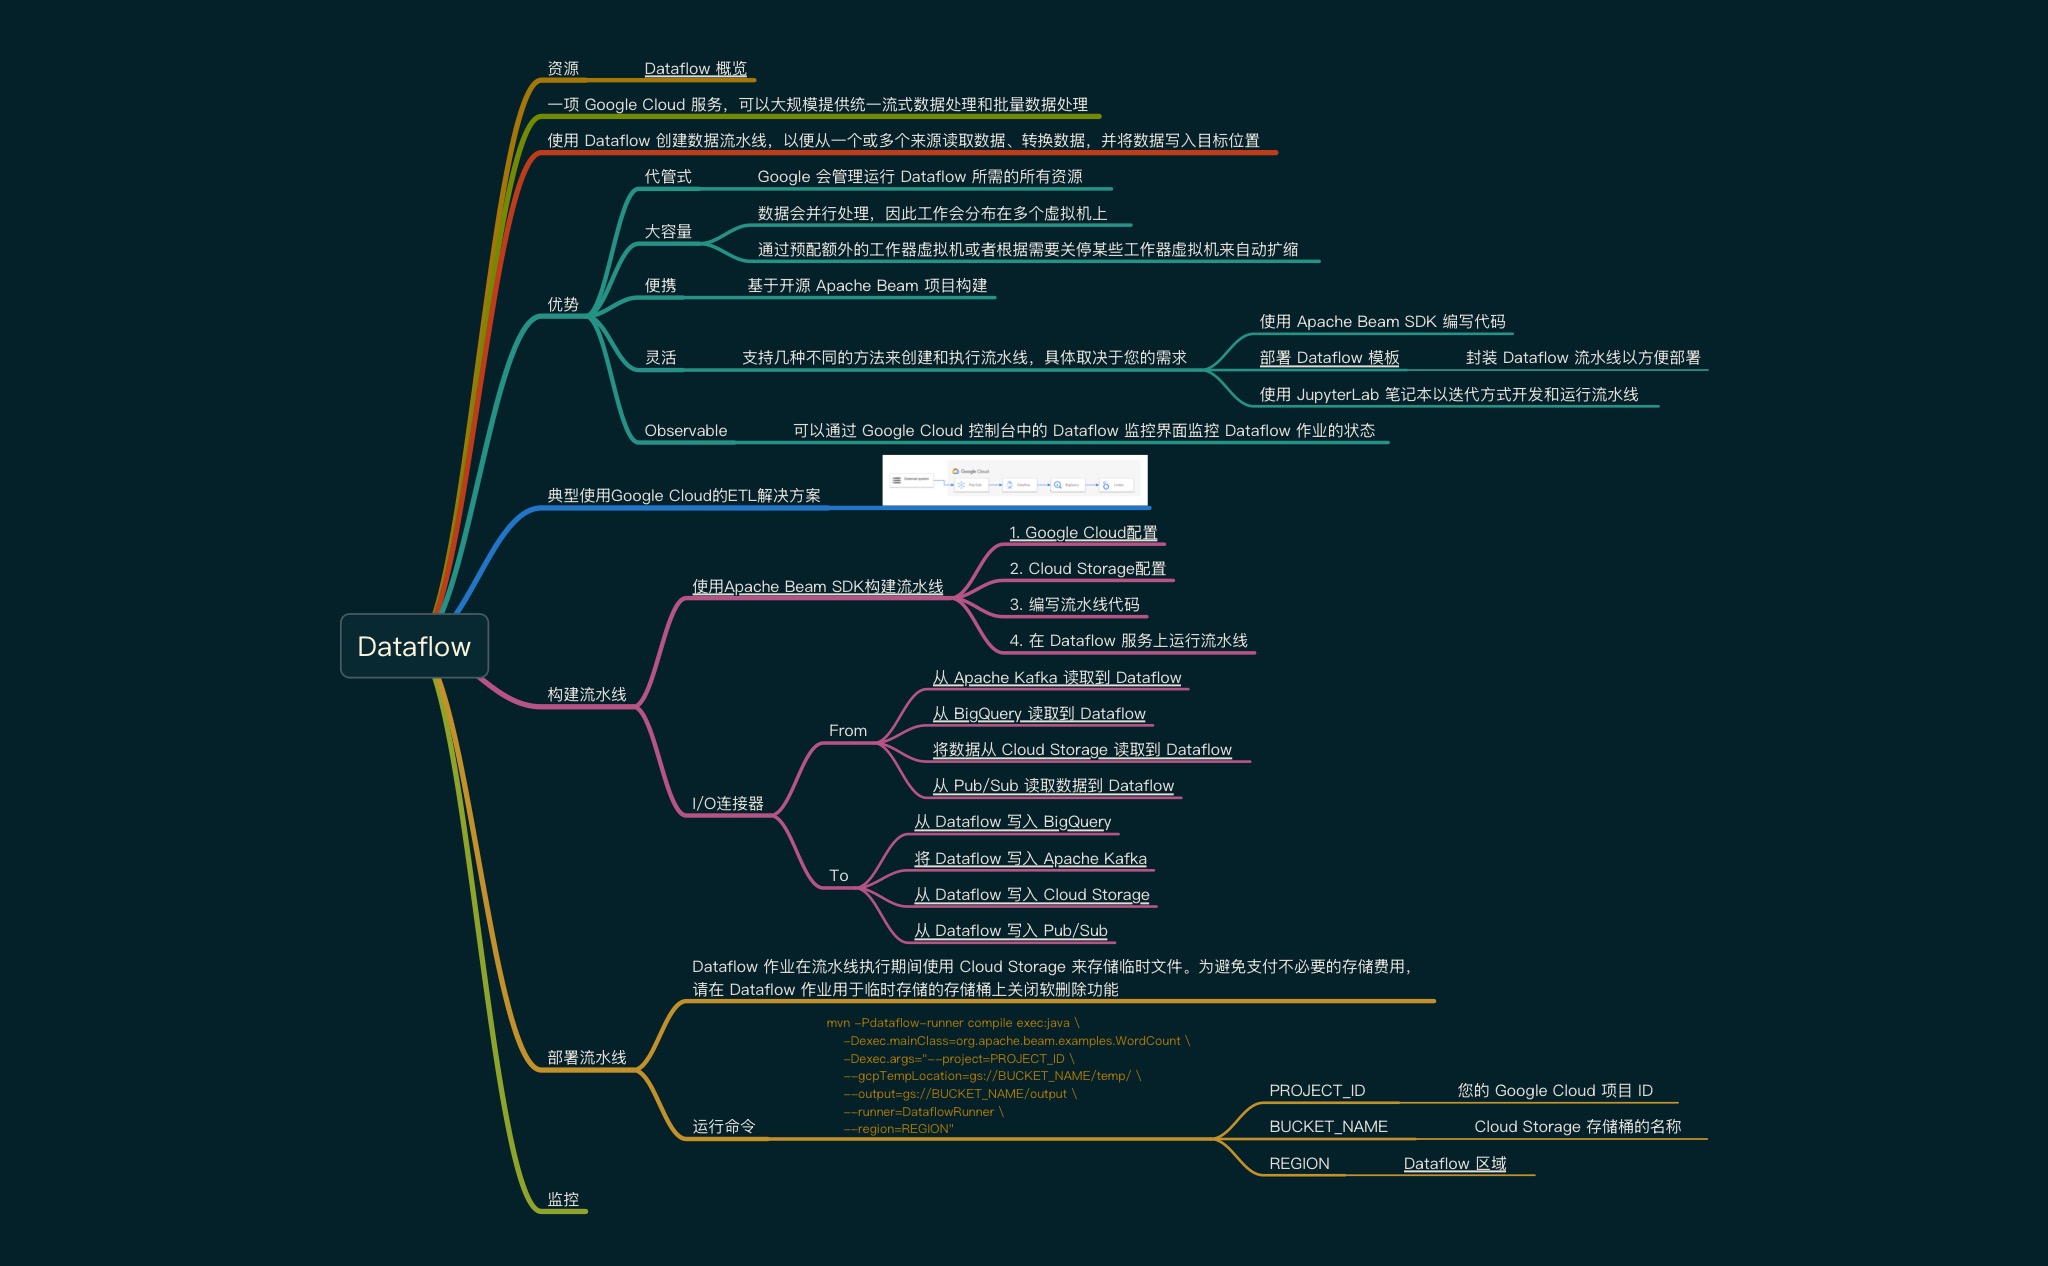 Dataflow
资源
Dataflow 概览
一项 Google Cloud 服务，可以大规模提供统一流式数据处理和批量数据处理
使用 Dataflow 创建数据流水线，以便从一个或多个来源读取数据、转换数据，并将数据写入目标位置
优势
代管式
Google 会管理运行 Dataflow 所需的所有资源
大容量
数据会并行处理，因此工作会分布在多个虚拟机上
通过预配额外的工作器虚拟机或者根据需要关停某些工作器虚拟机来自动扩缩
便携
基于开源 Apache Beam 项目构建
灵活
支持几种不同的方法来创建和执行流水线，具体取决于您的需求
使用 Apache Beam SDK 编写代码
部署 Dataflow 模板
封装 Dataflow 流水线以方便部署
使用 JupyterLab 笔记本以迭代方式开发和运行流水线
Observable
可以通过 Google Cloud 控制台中的 Dataflow 监控界面监控 Dataflow 作业的状态
典型使用Google Cloud的ETL解决方案
Google Cloud
External system
Pub/Sub
Dataflow
BigQuery
Looker
构建流水线
使用Apache Beam SDK构建流水线
1. Google Cloud配置
2. Cloud Storage配置
3. 编写流水线代码
4. 在 Dataflow 服务上运行流水线
I/O连接器
From
从 Apache Kafka 读取到 Dataflow
从 BigQuery 读取到 Dataflow
将数据从 Cloud Storage 读取到 Dataflow
从 Pub/Sub 读取数据到 Dataflow
To
从 Dataflow 写入 BigQuery
将 Dataflow 写入 Apache Kafka
从 Dataflow 写入 Cloud Storage
从 Dataflow 写入 Pub/Sub
部署流水线
Dataflow 作业在流水线执行期间使用 Cloud Storage 来存储临时文件。为避免支付不必要的存储费用，
请在 Dataflow 作业用于临时存储的存储桶上关闭软删除功能
运行命令
mvn -Pdataflow-runner compile exec:java \
-Dexec.mainClass=org.apache.beam.examples.WordCount \
-Dexec.args="--project=PROJECT_ID \
--gcpTempLocation=gs://BUCKET_NAME/temp/ \
--output=gs://BUCKET_NAME/output \
--runner=DataflowRunner \
--region=REGION"
PROJECT_ID
您的 Google Cloud 项目 ID
BUCKET_NAME
Cloud Storage 存储桶的名称
REGION
Dataflow 区域
监控